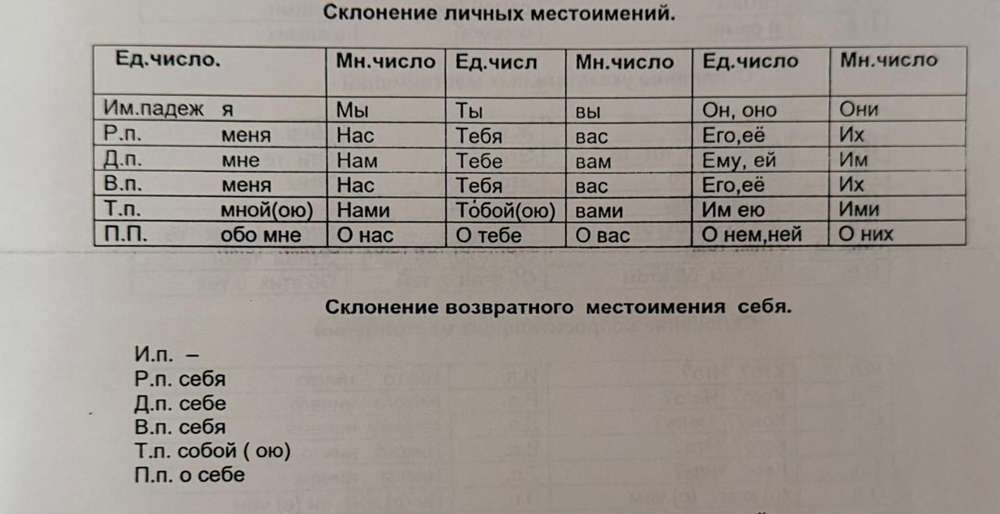 Склонение личных местоимений.
Ед.число. Мн.число Ед.числ Мн.число Ед.число Мн.число
Им.падеж я Мы Ты вы Он, оно Они
Р.п. меня Нас Тебя вас Его,её Их
Д.п. мне Нам Тебе вам Ему, ей Им
В.п. меня Нас Тебя вас Его,её Их
Т.п. мной(ою) Нами Тобой(ою) вами Им ею Ими
П.П. обо мне О нас О тебе О вас О нем,ней О них
Склонение возвратного местоимения себя.
И.п. –
Р.п. себя
Д.п. себе
В.п. себя
Т.п. собой ( ою)
П.п. о себе